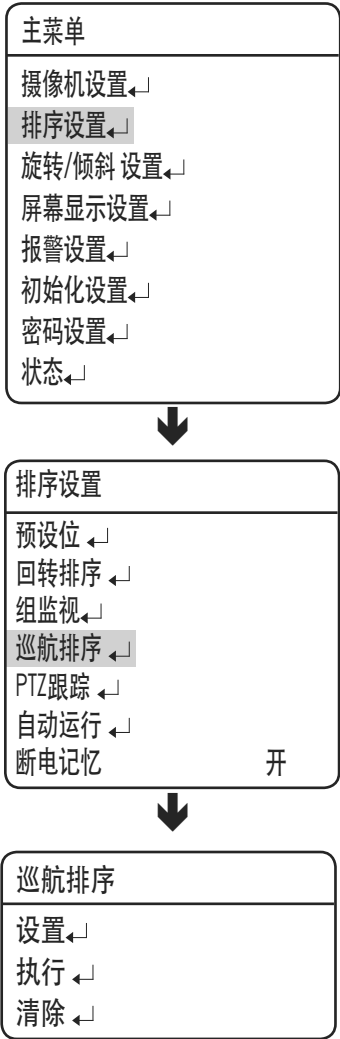 主菜单
摄像机设置↵
排序设置↵
旋转/倾斜 设置↵
屏幕显示设置↵
报警设置↵
初始化设置↵
密码设置↵
状态↵
排序设置
预设位 ↵
回转排序 ↵
组监视↵
巡航排序 ↵
PTZ跟踪 ↵
自动运行 ↵
断电记忆 开
巡航排序
设置↵
执行 ↵
清除 ↵